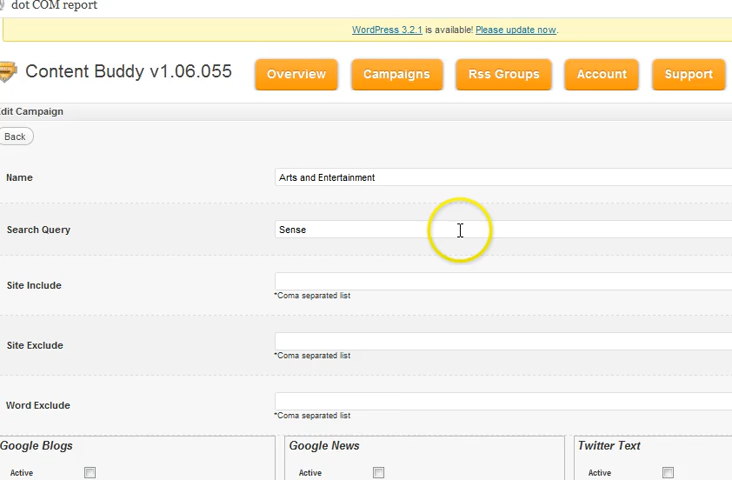 dot COM report
WordPress 3.2.1 is available! Please update now.
Content Buddy v1.06.055
Overview
Campaigns
Rss Groups
Account
Support
dit Campaign
Back
Name
Arts and Entertainment
Search Query
Sense
Site Include
*Coma separated list
Site Exclude
*Coma separated list
Word Exclude
*Coma separated list
Google Blogs
Google News
Twitter Text
Active
Active
Active